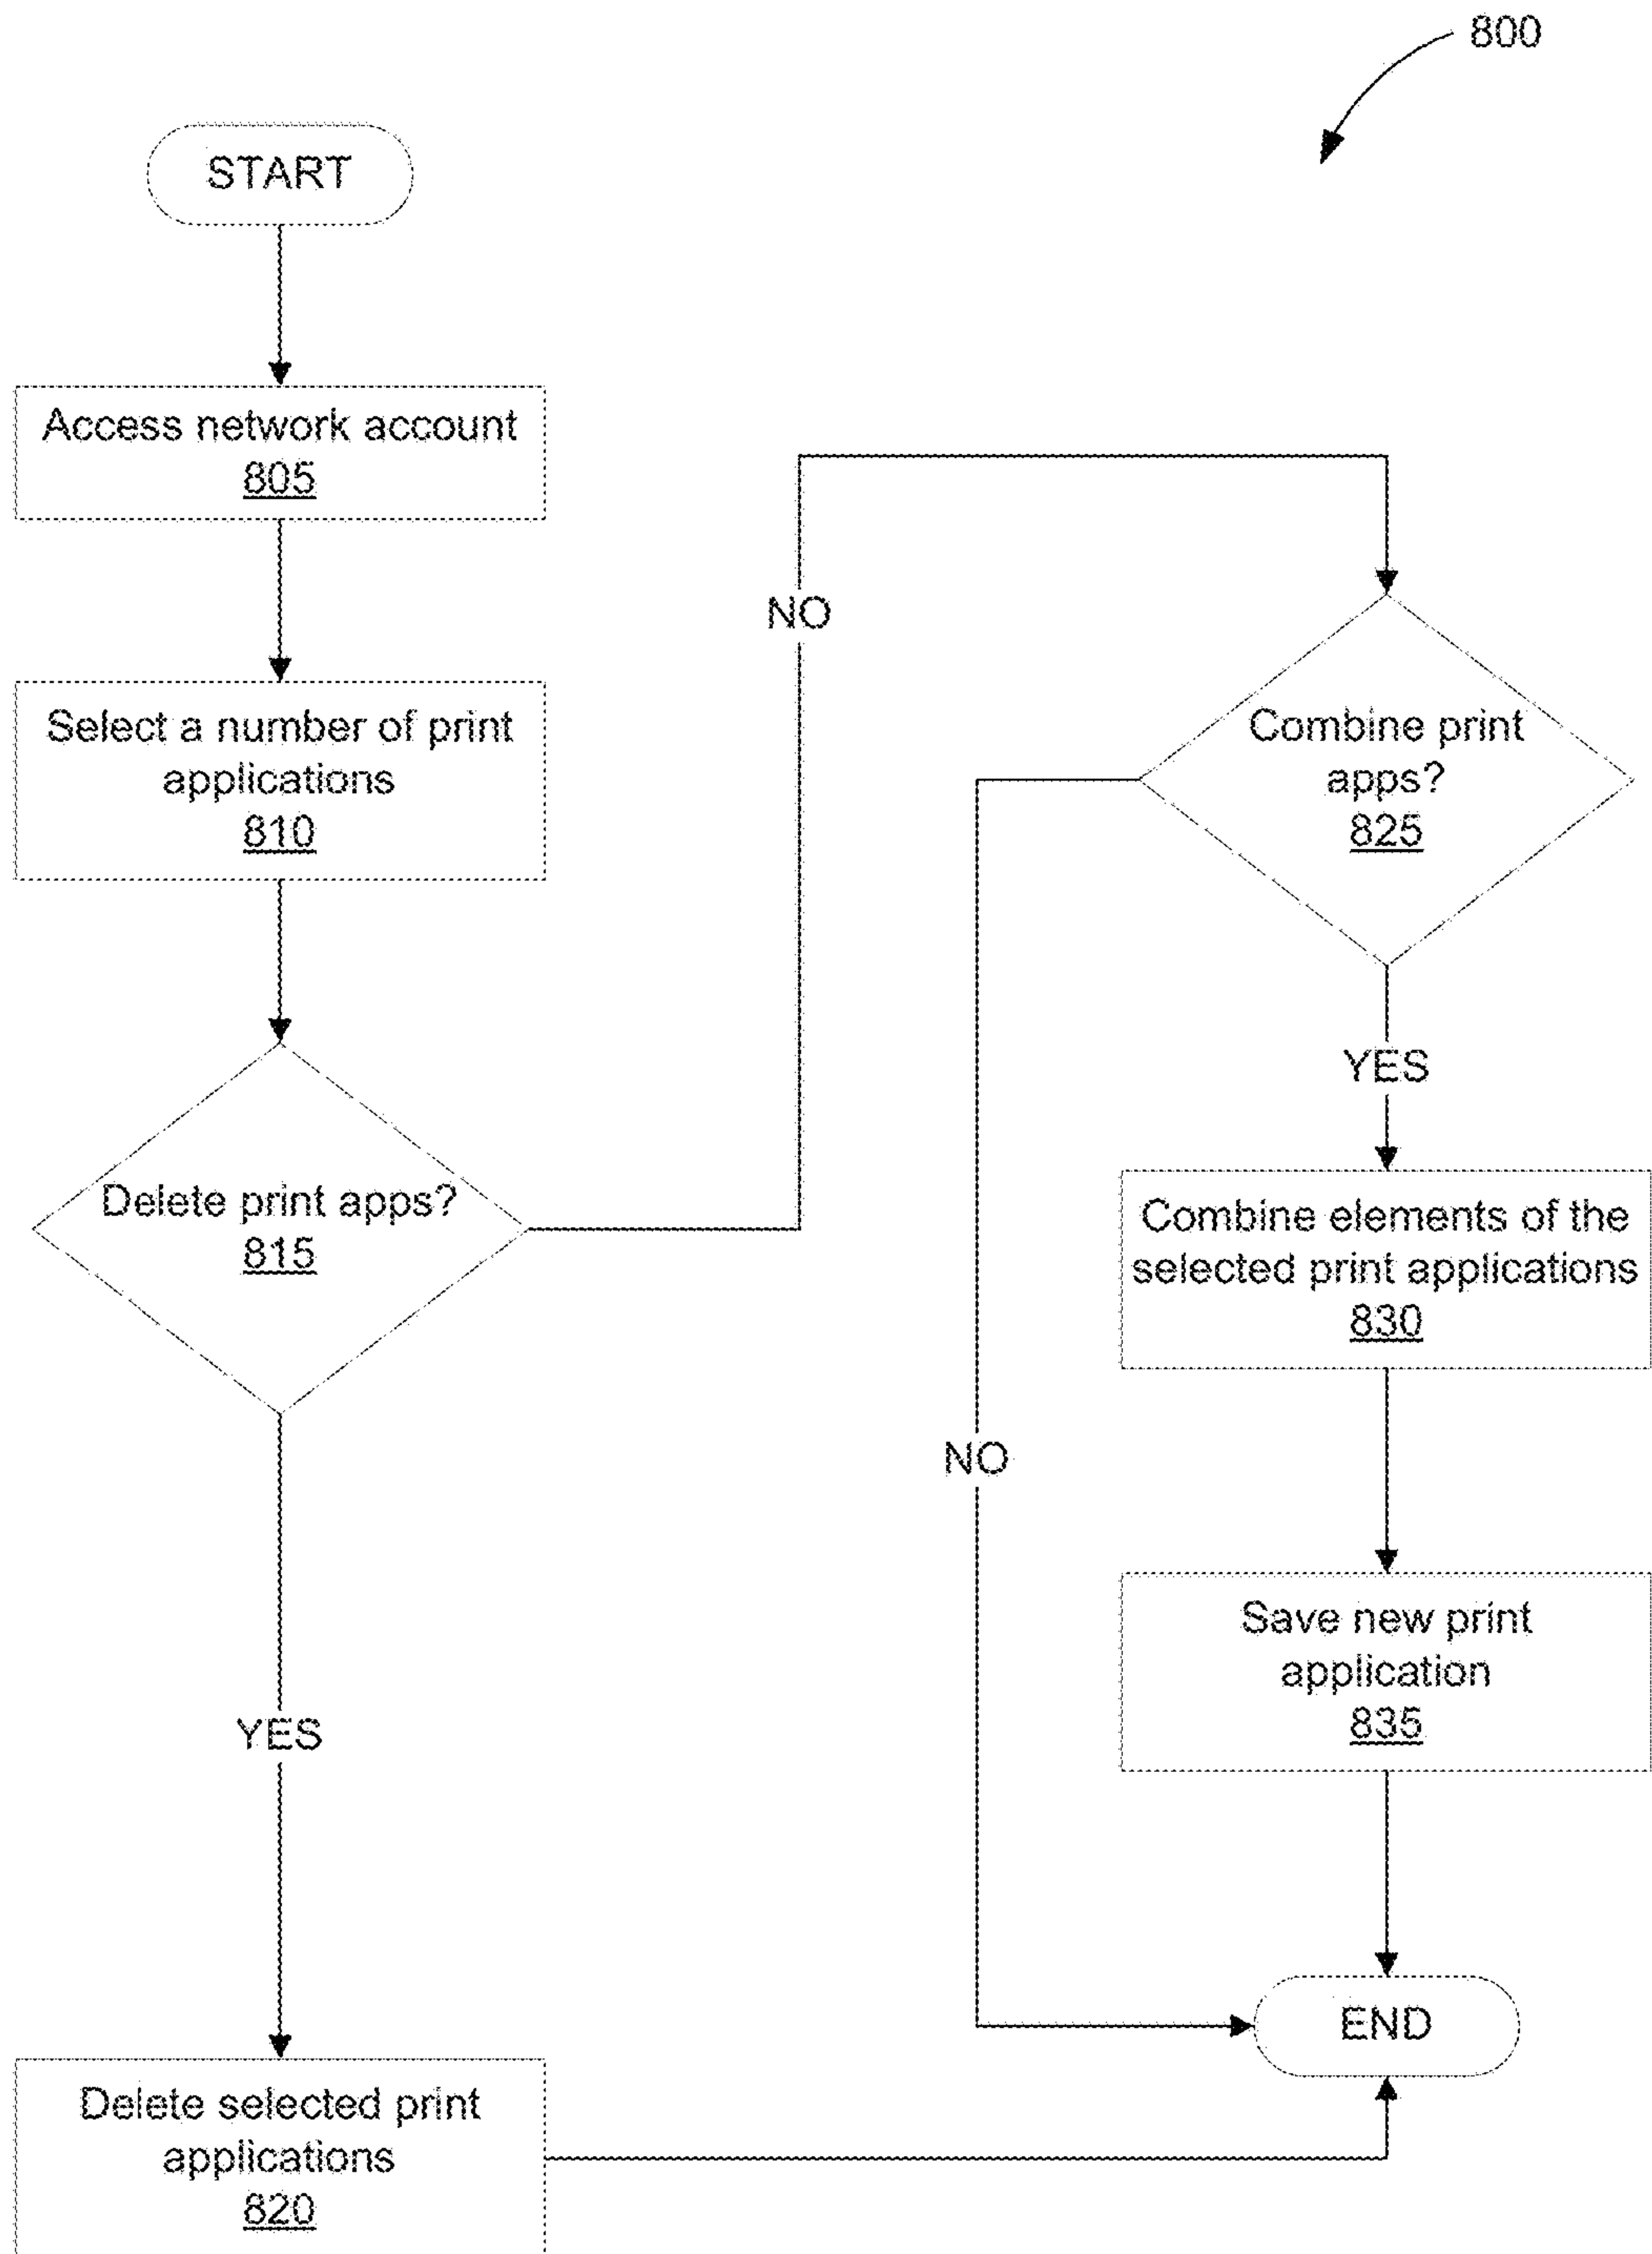 800
START
Access network account
805
Select a number of print
applications
810
Delete print apps?
815
YES
Delete selected print
applications
820
NO
Combine print
apps?
825
YES
NO
Combine elements of the
selected print applications
830
Save new print
application
835
END